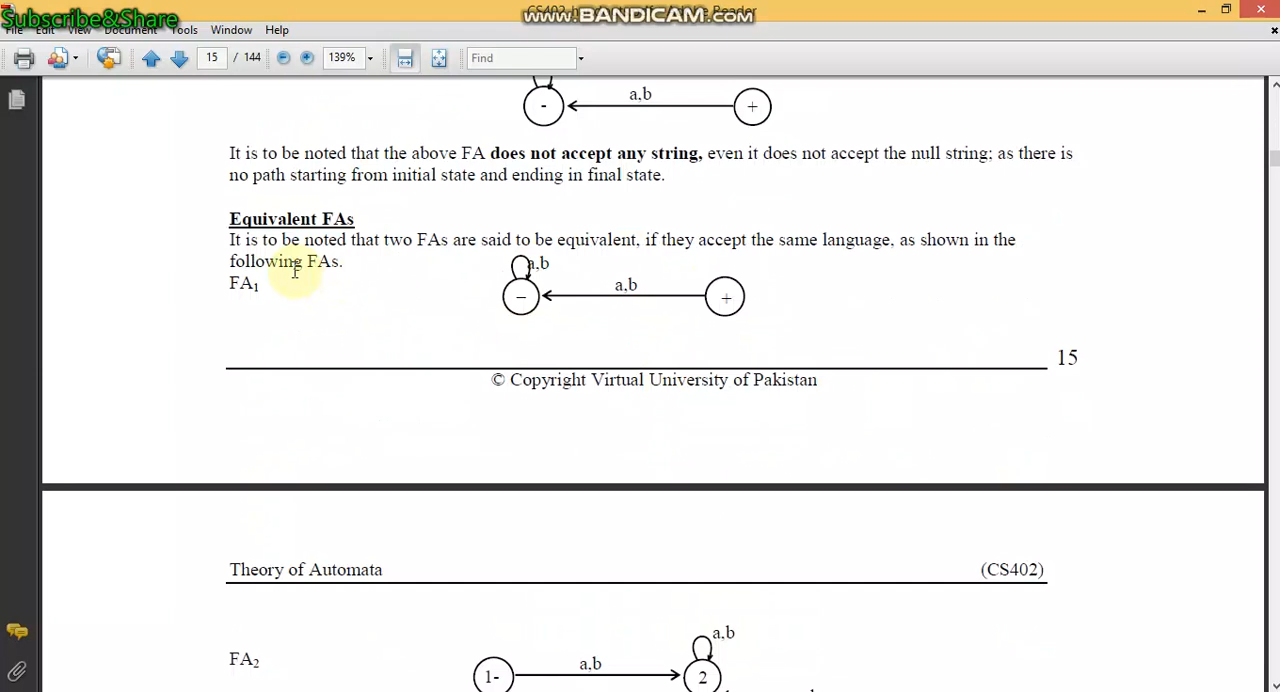 Subscribe&Share
www.BANDICAM.com
Reader
File Edit View Document Tools Window Help
15 / 144 139% Find
a,b
- +
It is to be noted that the above FA does not accept any string, even it does not accept the null string; as there is
no path starting from initial state and ending in final state.
Equivalent FAs
It is to be noted that two FAs are said to be equivalent, if they accept the same language, as shown in the
following FAs.
a,b
FA1
a,b
– +
15
© Copyright Virtual University of Pakistan
Theory of Automata (CS402)
a,b
FA2
a,b
1- 2